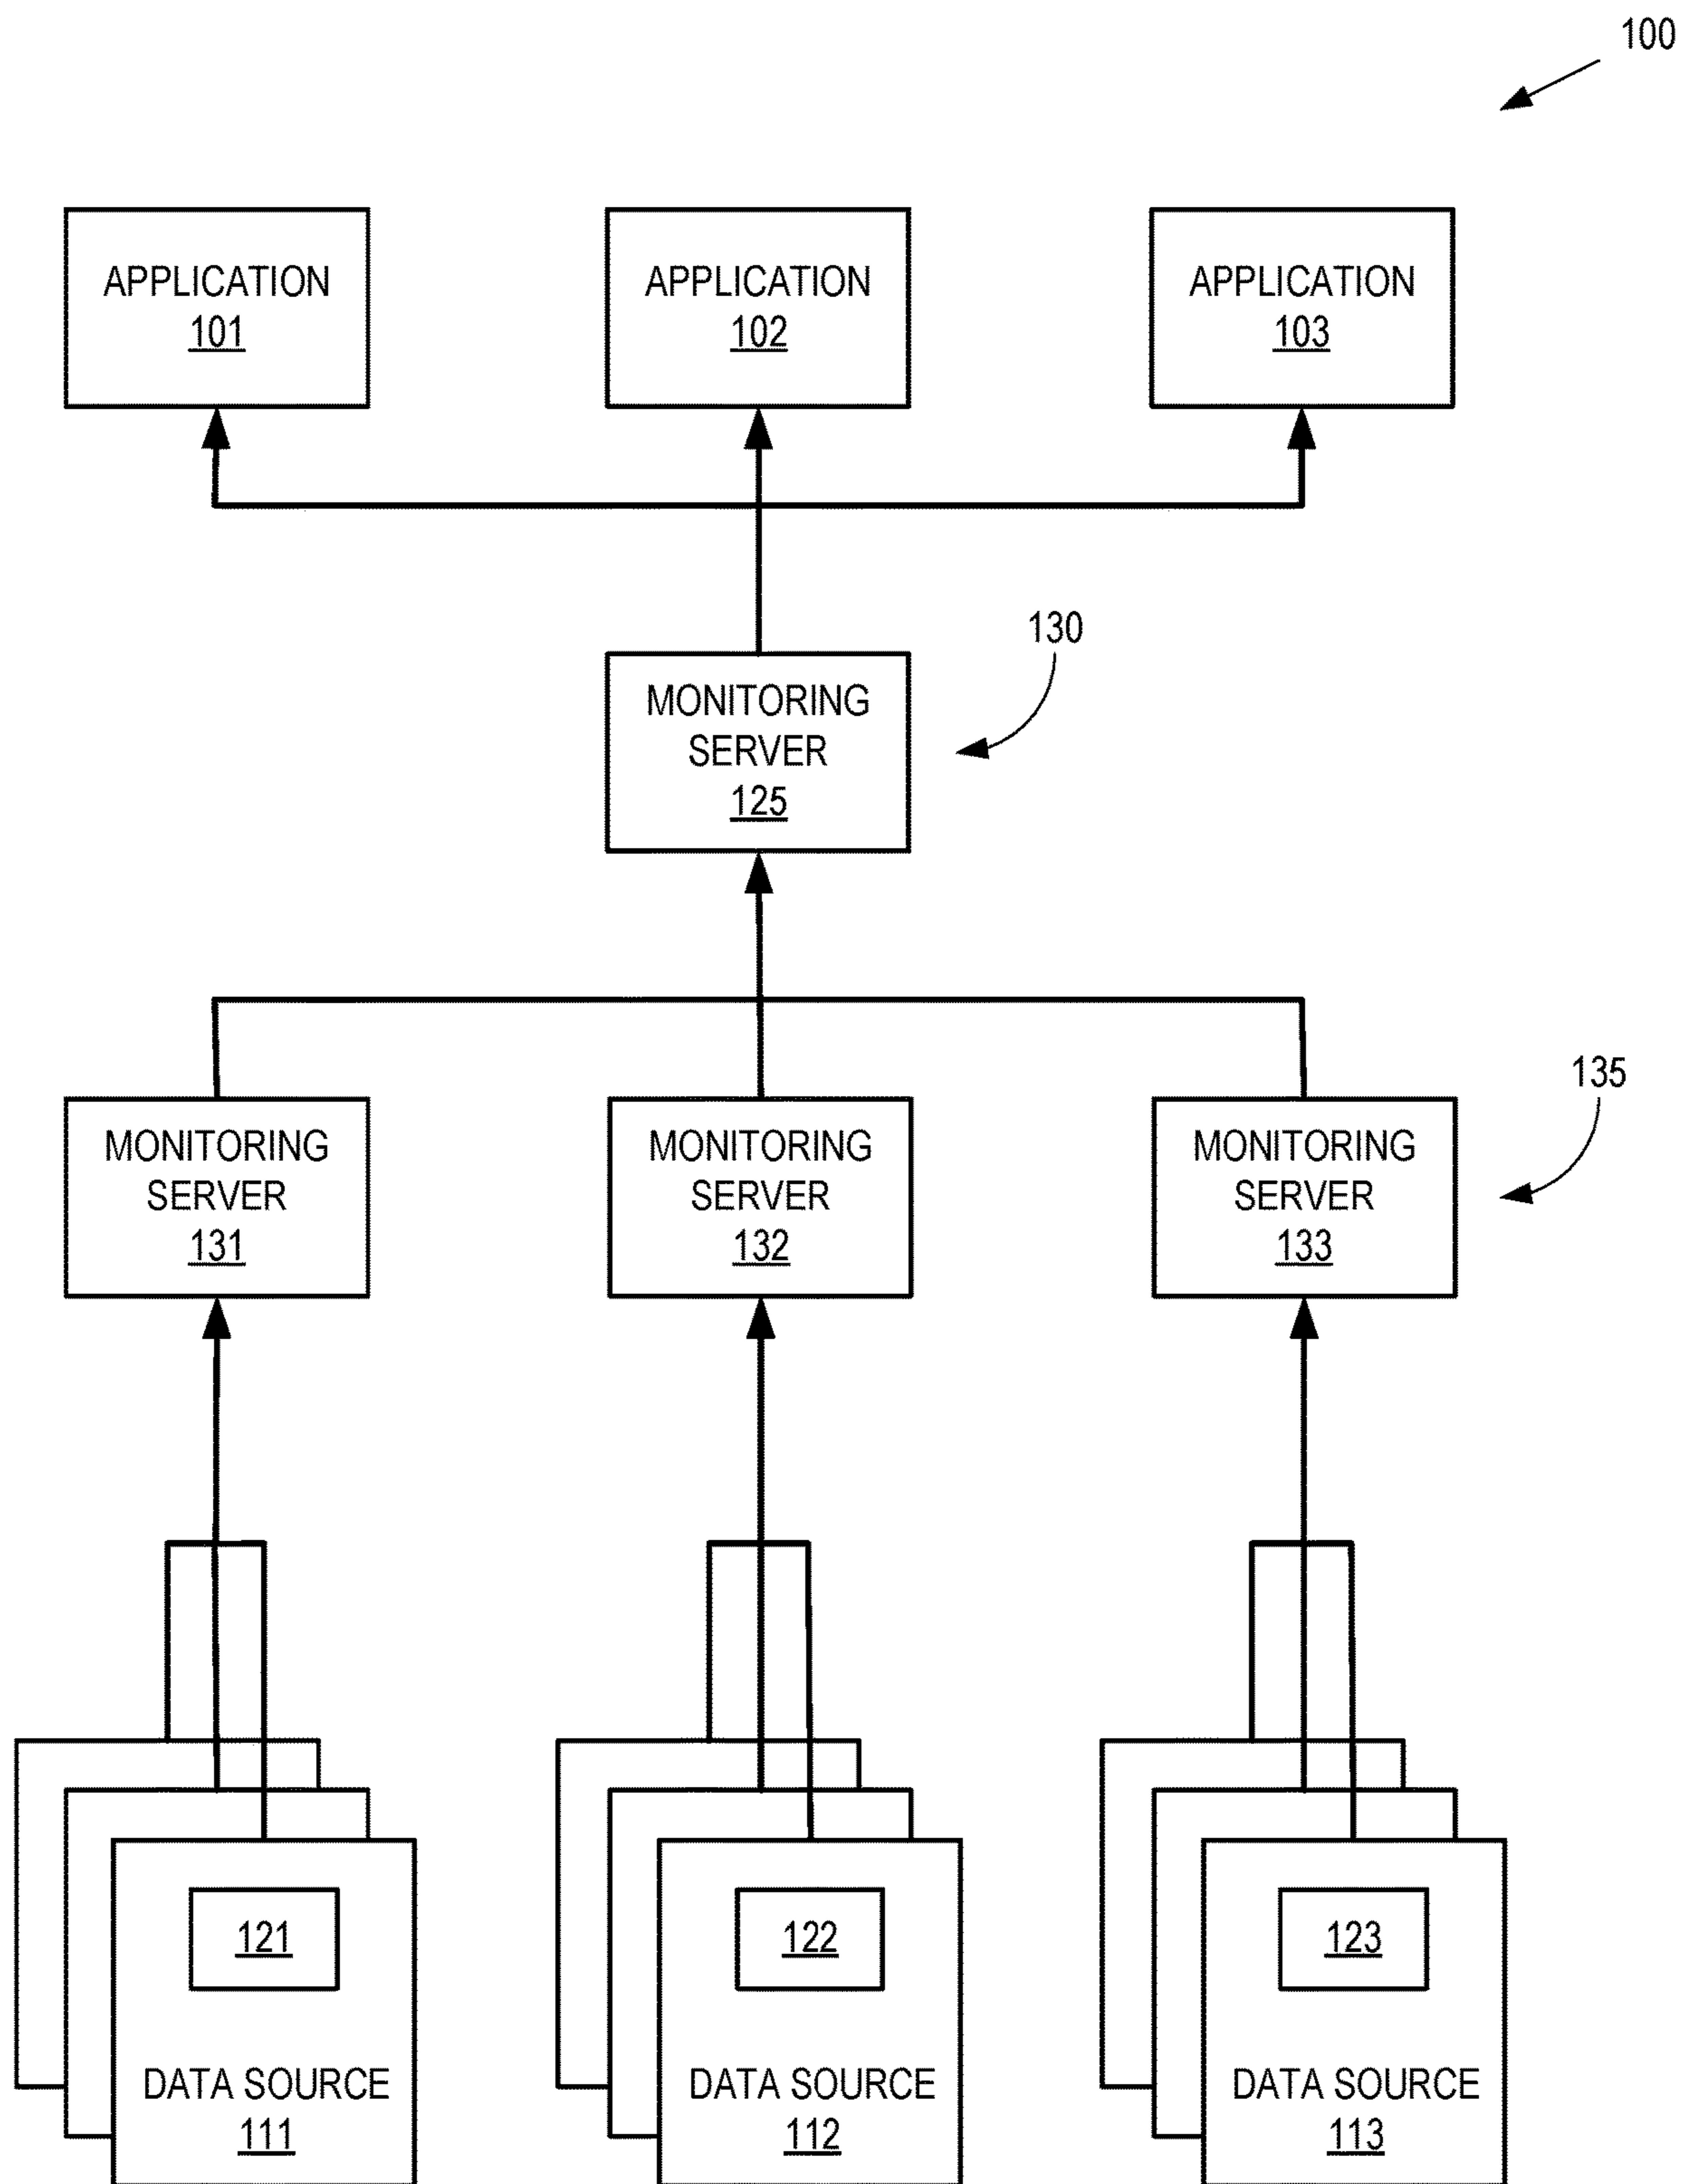 100
APPLICATION
101
APPLICATION
102
APPLICATION
103
130
MONITORING
SERVER
125
135
MONITORING
SERVER
131
MONITORING
SERVER
132
MONITORING
SERVER
133
121
DATA SOURCE
111
122
DATA SOURCE
112
123
DATA SOURCE
113